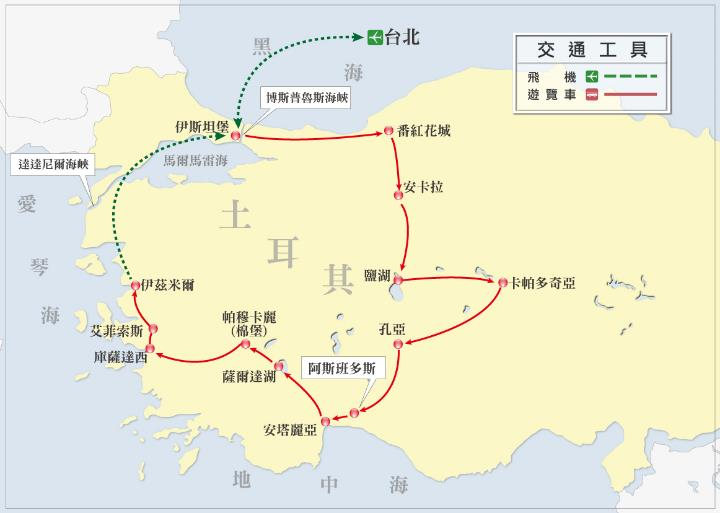 台北
黑
海
交通工具
飛機
遊覽車
博斯普魯斯海峽
伊斯坦堡
番紅花城
馬爾馬雷海
達達尼爾海峽
安卡拉
愛
琴
海
土
耳
其
鹽湖
卡帕多奇亞
伊茲米爾
帕穆卡麗
(棉堡)
孔亞
艾菲索斯
庫薩達西
薩爾達湖
阿斯班多斯
安塔麗亞
地
中
海